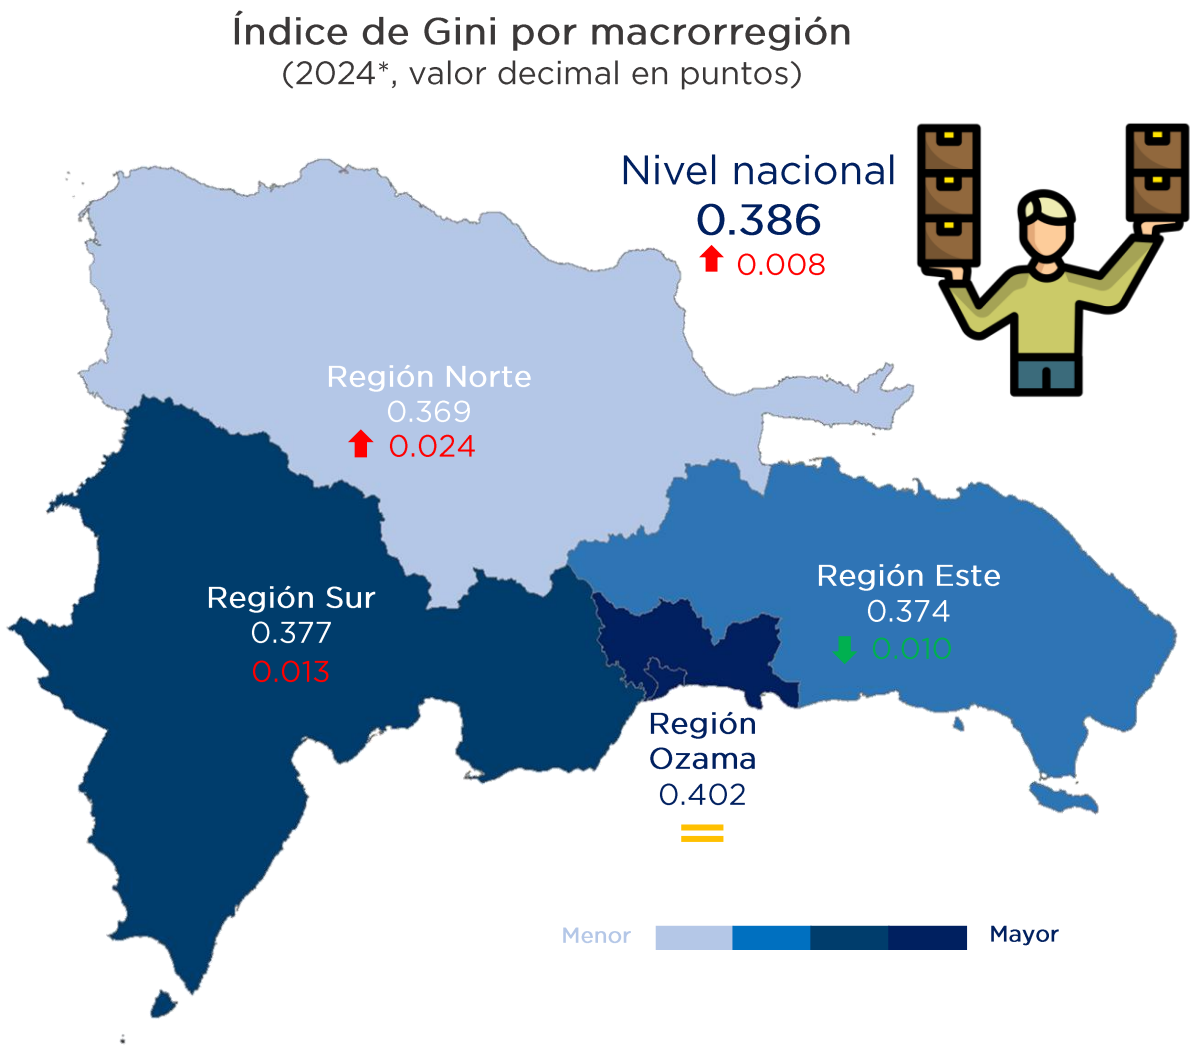 Índice de Gini por macrorregión
(2024*, valor decimal en puntos)
Nivel nacional
0.386
0.008
Región Norte
0.369
0.024
Región Sur
0.377
0.013
Región Este
0.374
0.010
Región
Ozama
0.402
Menor
Mayor